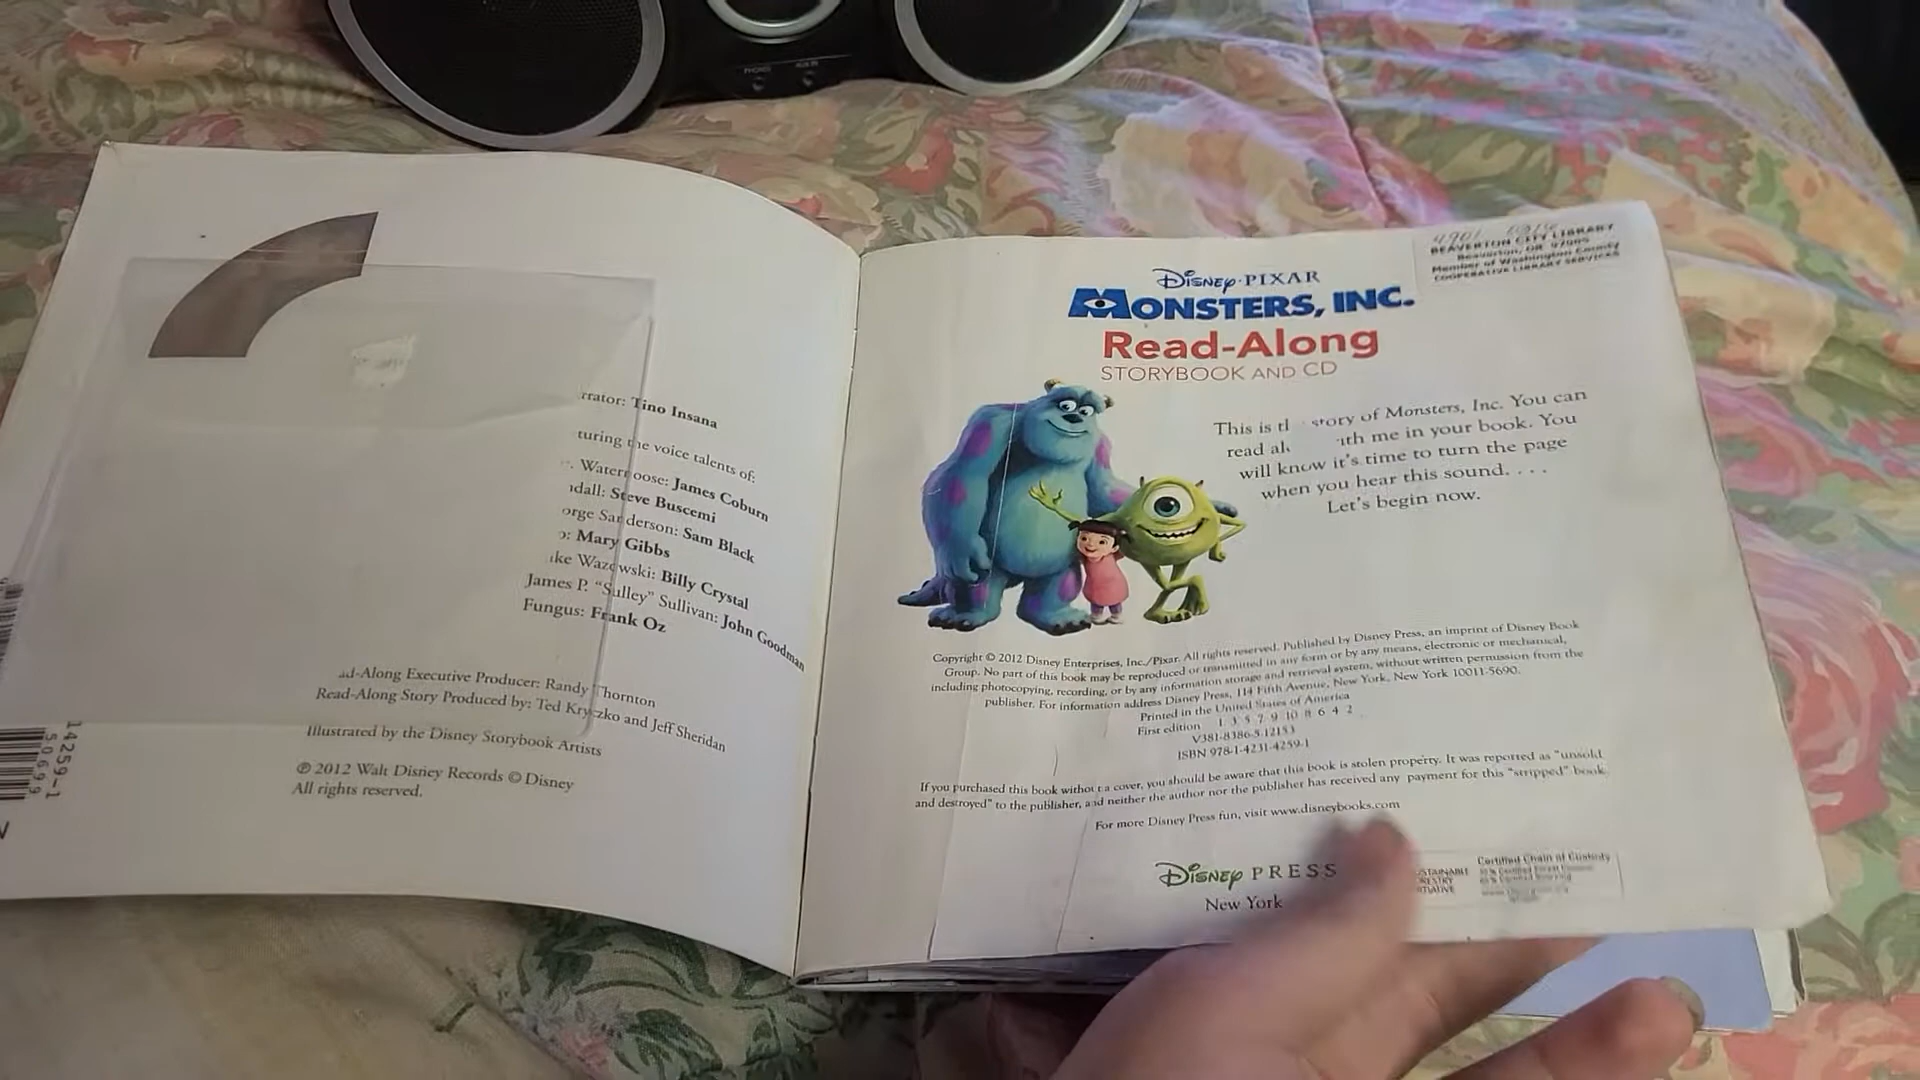 Tino Insana
turing the voice talents of:
James Coburn
Steve Buscemi
Sam Black
Mary Gibbs
Billy Crystal
James P. "Sulley" Sullivan: John Goodman
Fungus: Frank Oz
ad-Along Executive Producer: Randy Thornton
Read-Along Story Produced by: Ted Kryczko and Jeff Sheridan
Illustrated by the Disney Storybook Artists
℗ 2012 Walt Disney Records © Disney
All rights reserved.
14259-1
50699
BEAVERTON CITY LIBRARY
Beaverton, OR 97005
Member of Washington County
COOPERATIVE LIBRARY SERVICES
Disney·PIXAR
MONSTERS, INC.
Read-Along
STORYBOOK AND CD
This is story of Monsters, Inc. You can
read me in your book. You
will know it's time to turn the page
when you hear this sound. . . .
Let's begin now.
Copyright © 2012 Disney Enterprises, Inc./Pixar. All rights reserved. Published by Disney Press, an imprint of Disney Book
Group. No part of this book may be reproduced or transmitted in any form or by any means, electronic or mechanical,
including photocopying, recording, or by any information storage and retrieval system, without written permission from the
publisher. For information address Disney Press, 114 Fifth Avenue, New York, New York 10011-5690.
Printed in the United States of America
First edition 1 3 5 7 9 10 8 6 4 2
V381-8386-5-12153
ISBN 978-1-4231-4259-1
If you purchased this book without a cover, you should be aware that this book is stolen property. It was reported as "unsold
and destroyed" to the publisher, and neither the author nor the publisher has received any payment for this "stripped" book.
For more Disney Press fun, visit www.disneybooks.com
Disney PRESS
New York
Certified Chain of Custody